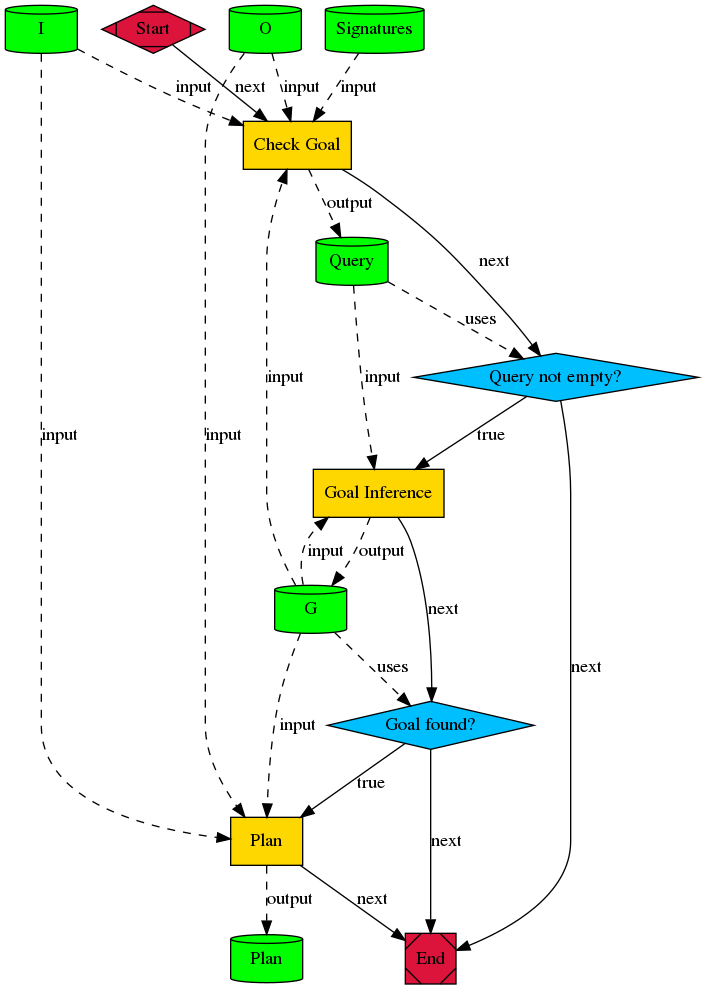 I
Start
O
Signatures
input
next
input
input
Check Goal
output
Query
next
uses
input
input
Query not empty?
input
input
true
Goal Inference
input
output
G
next
uses
next
input
Goal found?
true
Plan
next
output
next
Plan
End